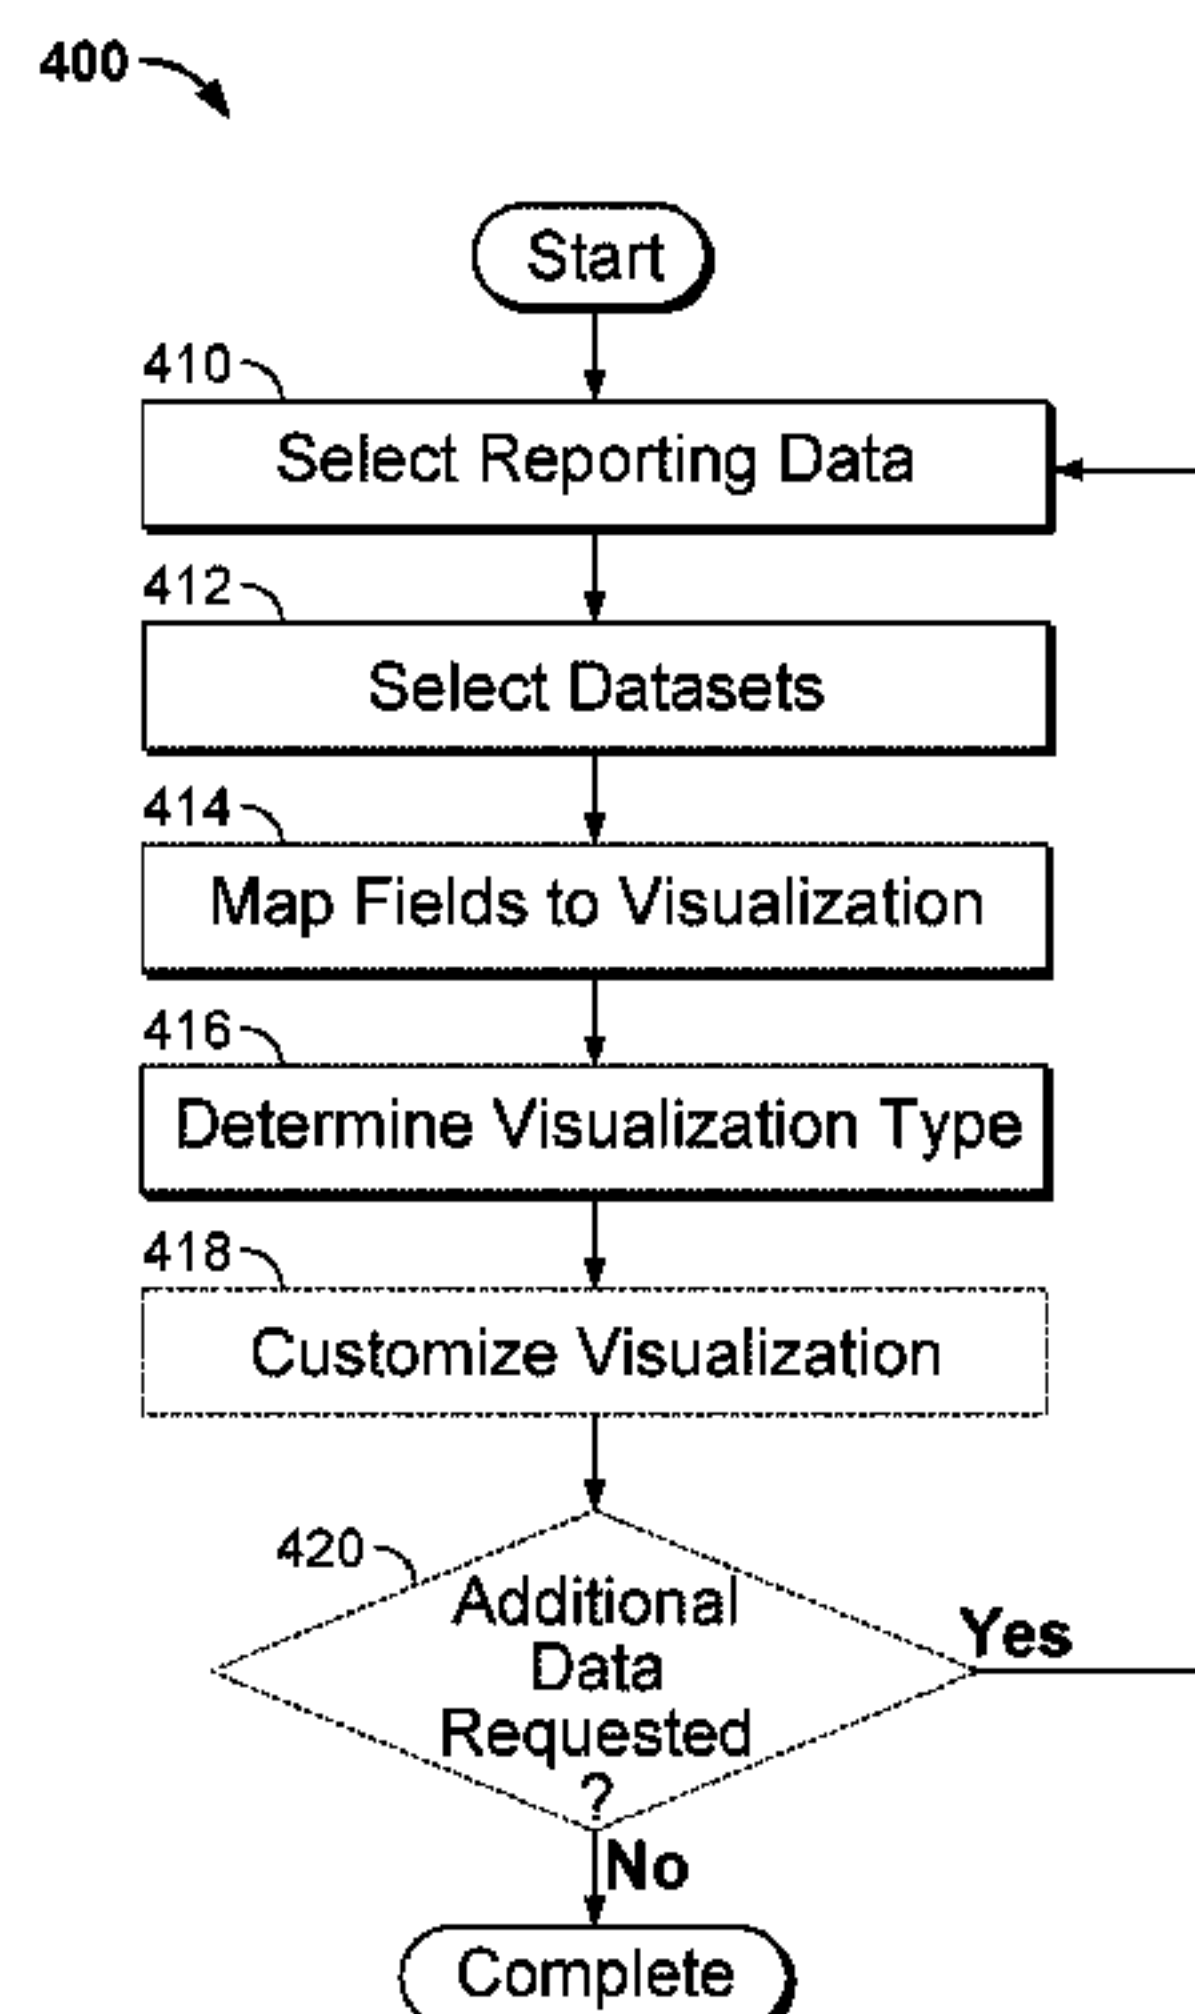 400
Start
410
Select Reporting Data
412
Select Datasets
414
Map Fields to Visualization
416
Determine Visualization Type
418
Customize Visualization
420
Additional
Data
Requested
?
Yes
No
Complete